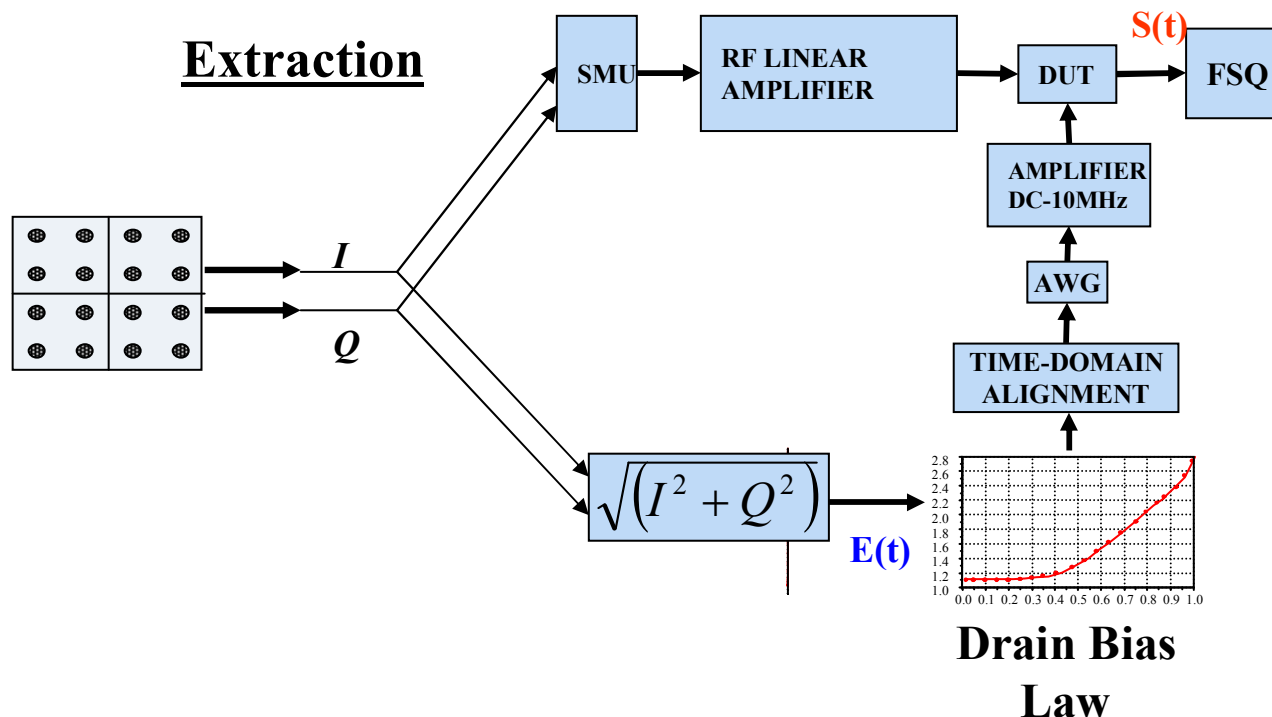 Extraction
SMU
RF LINEAR
AMPLIFIER
DUT
S(t)
FSQ
AMPLIFIER
DC-10MHz
I
Q
AWG
TIME-DOMAIN
ALIGNMENT
√(I² + Q²)
E(t)
2.8
2.6
2.4
2.2
2.0
1.8
1.6
1.4
1.2
1.0
0.0 0.1 0.2 0.3 0.4 0.5 0.6 0.7 0.8 0.9 1.0
Drain Bias
Law